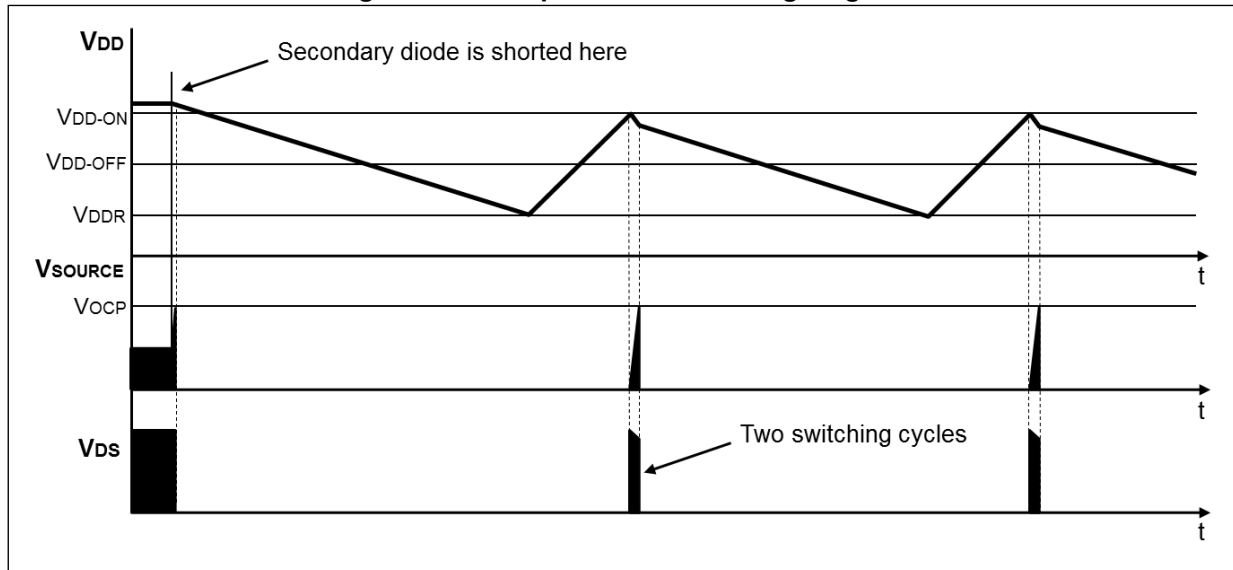 VDD
Secondary diode is shorted here
VDD-ON
VDD-OFF
VDDR
t
VSOURCE
VOCP
t
VDS
Two switching cycles
t